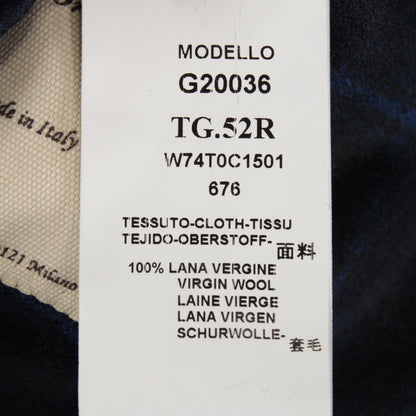 MODELLO
G20036
TG.52R
W74T0C1501
676
TESSUTO-CLOTH-TISSU
TEJIDO-OBERSTOFF-面料
100% LANA VERGINE
VIRGIN WOOL
LAINE VIERGE
LANA VIRGEN
SCHURWOLLE-套毛
de in Italy
121 Milano